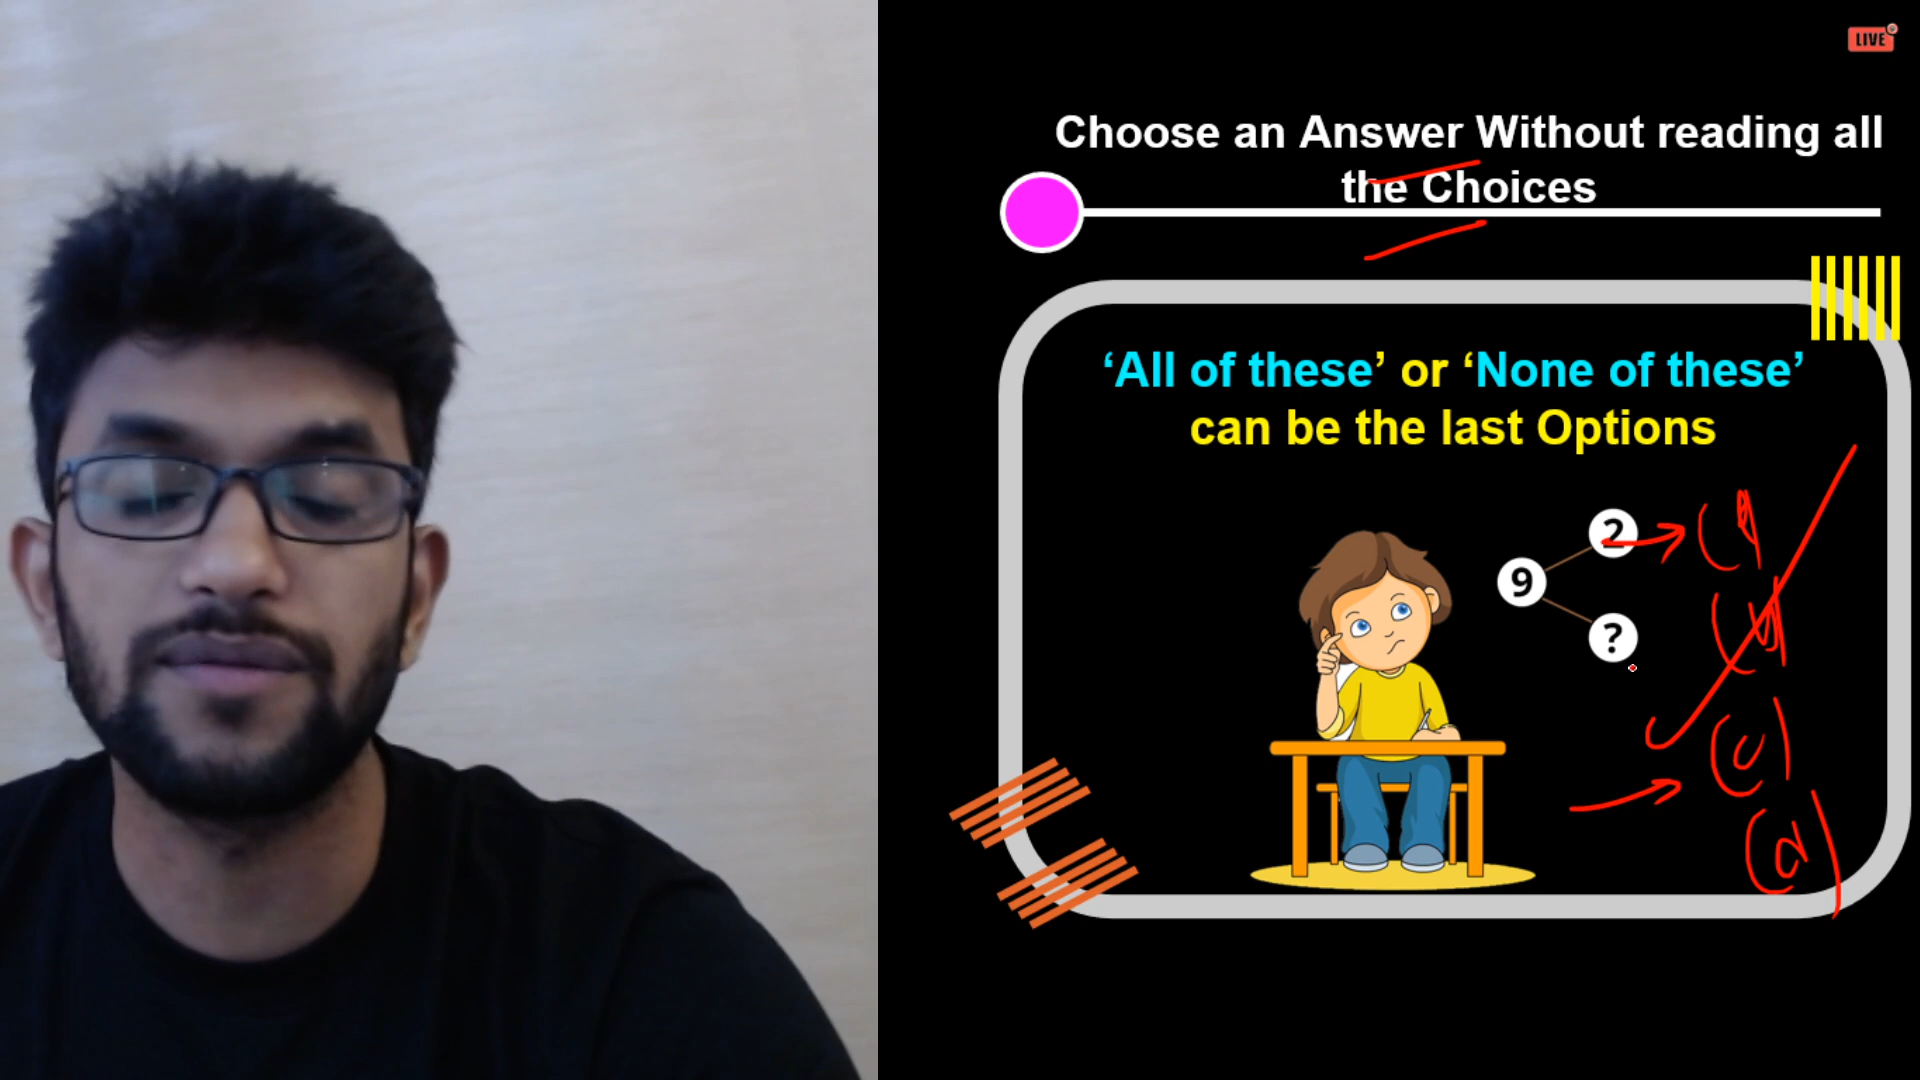 LIVE
Choose an Answer Without reading all
the Choices
‘All of these’ or ‘None of these’
can be the last Options
2
9
?
(c)
(d)